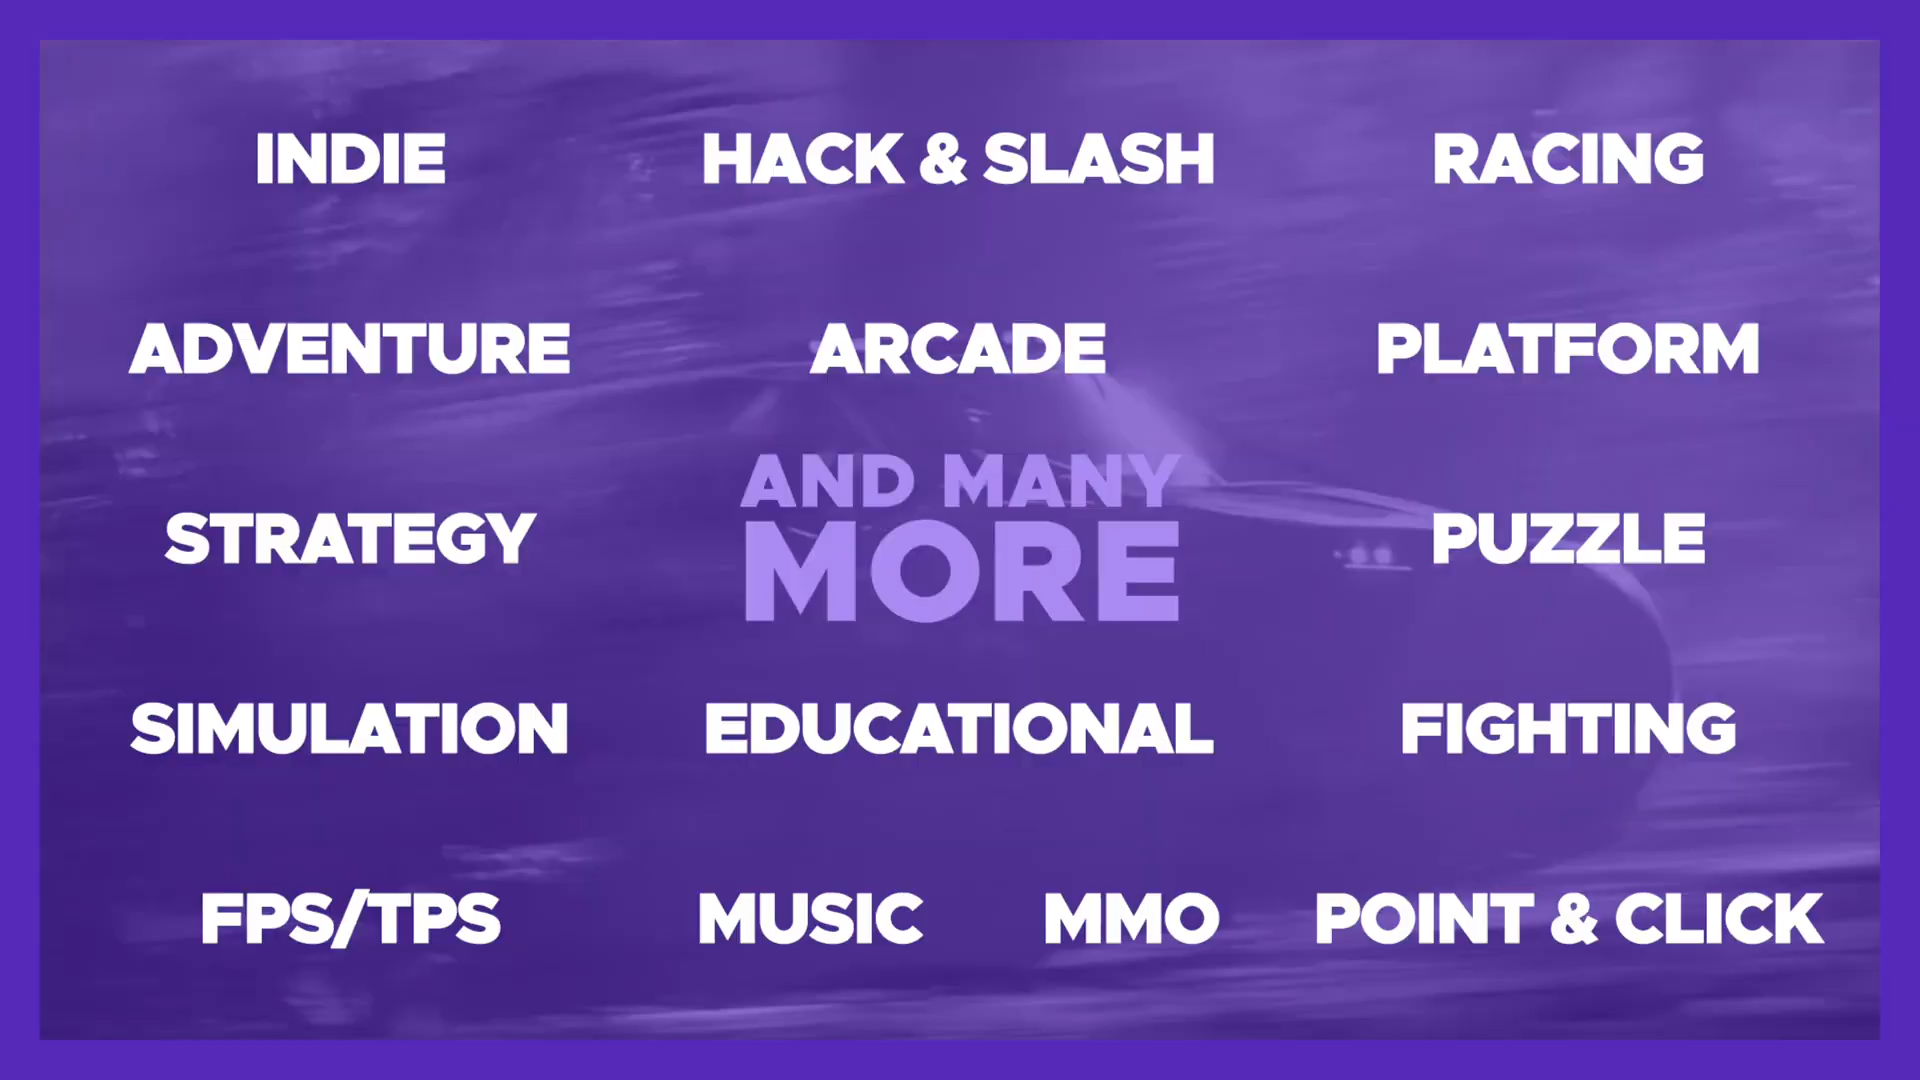 INDIE
HACK & SLASH
RACING
ADVENTURE
ARCADE
PLATFORM
STRATEGY
AND MANY
MORE
PUZZLE
SIMULATION
EDUCATIONAL
FIGHTING
FPS/TPS
MUSIC
MMO
POINT & CLICK